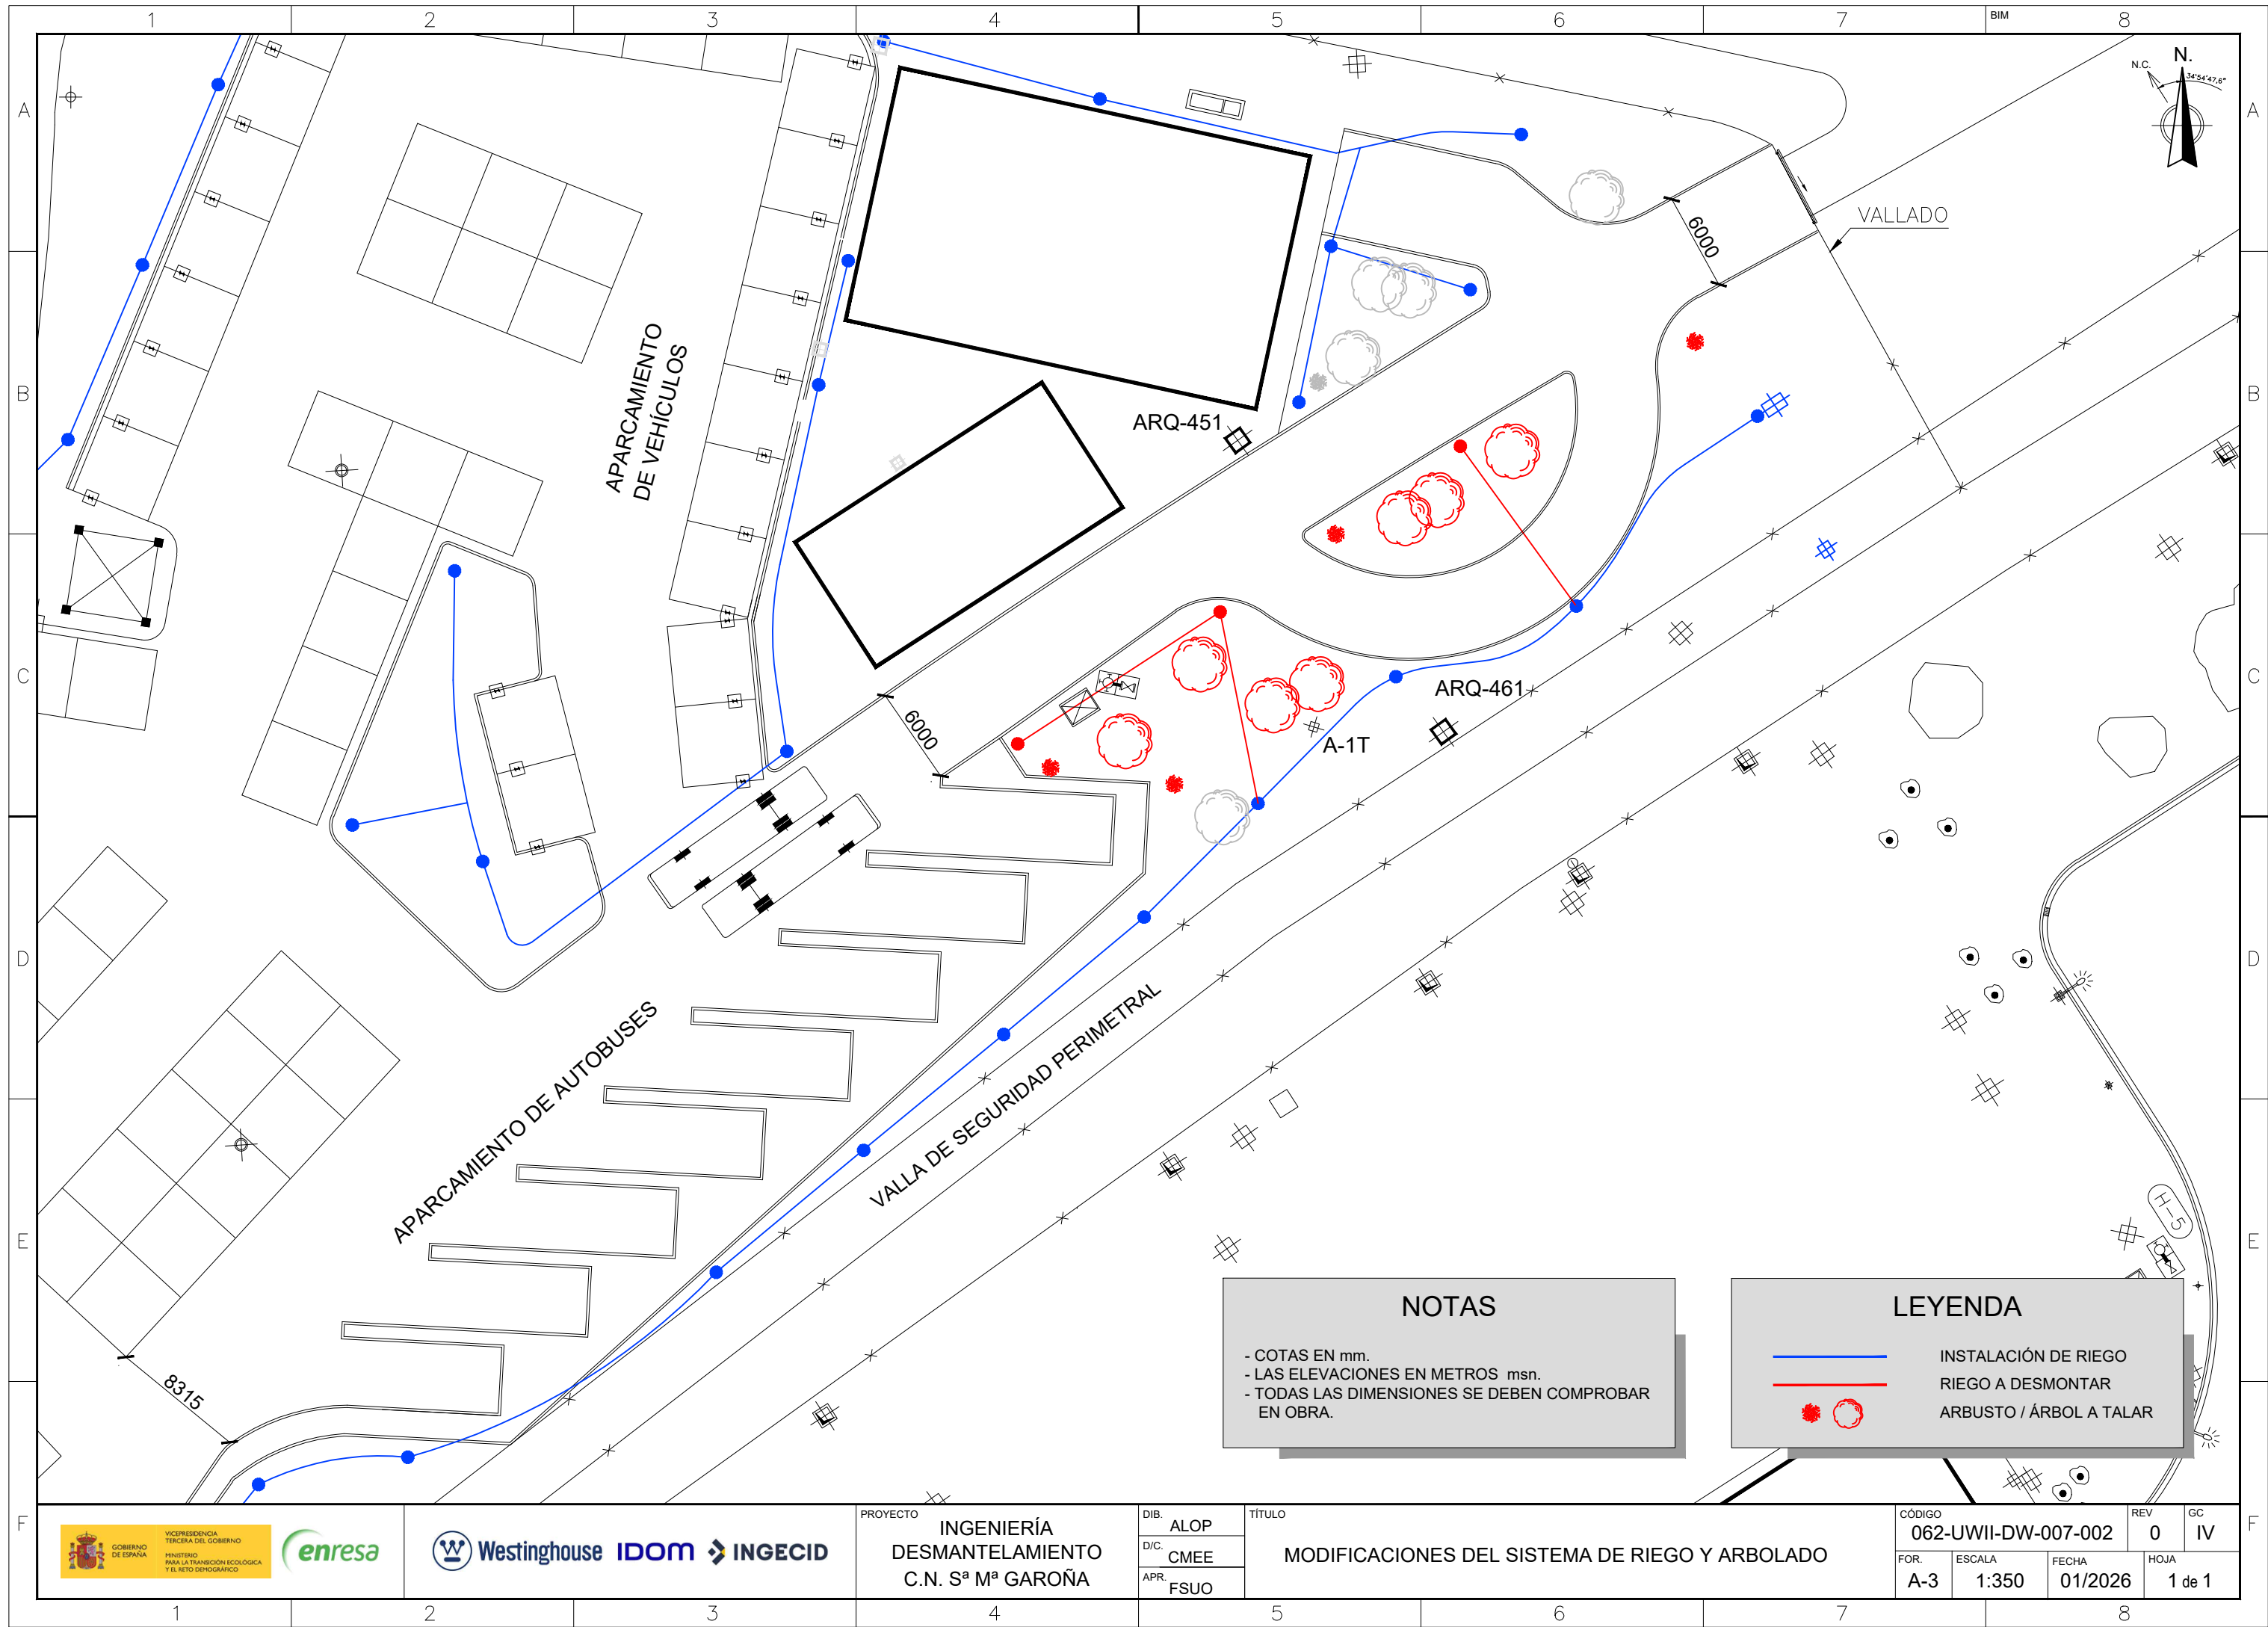 1 2 3 4 5 6 7 8
BIM
A A
N.
N.C.
34°54'47,6"
VALLADO
6000
B B
APARCAMIENTO
DE VEHÍCULOS
ARQ-451
C C
6000
ARQ-461
A-1T
D D
APARCAMIENTO DE AUTOBUSES
VALLA DE SEGURIDAD PERIMETRAL
E E
H-5
8315
NOTAS
- COTAS EN mm.
- LAS ELEVACIONES EN METROS msn.
- TODAS LAS DIMENSIONES SE DEBEN COMPROBAR
EN OBRA.
LEYENDA
INSTALACIÓN DE RIEGO
RIEGO A DESMONTAR
ARBUSTO / ÁRBOL A TALAR
F F
GOBIERNO
DE ESPAÑA
VICEPRESIDENCIA
TERCERA DEL GOBIERNO
MINISTERIO
PARA LA TRANSICIÓN ECOLÓGICA
Y EL RETO DEMOGRÁFICO
enresa
Westinghouse IDOM INGECID
PROYECTO
INGENIERÍA
DESMANTELAMIENTO
C.N. Sª Mª GAROÑA
DIB. ALOP
D/C. CMEE
APR. FSUO
TÍTULO
MODIFICACIONES DEL SISTEMA DE RIEGO Y ARBOLADO
CÓDIGO
062-UWII-DW-007-002
REV
0
GC
IV
FOR.
A-3
ESCALA
1:350
FECHA
01/2026
HOJA
1 de 1
1 2 3 4 5 6 7 8